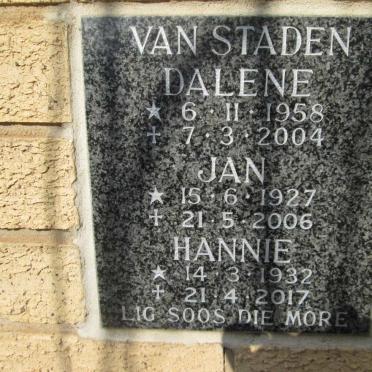 VAN STADEN
DALENE
★ 6·11·1958
✝ 7·3·2004
JAN
★ 15·6·1927
✝ 21·5·2006
HANNIE
★ 14·3·1932
✝ 21·4·2017
LIG SOOS DIE MORE